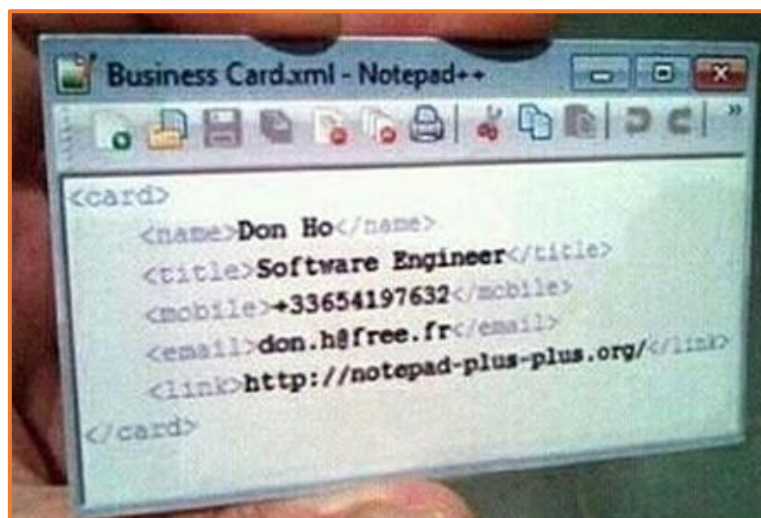 Business Card.xml - Notepad++
<card>
<name>Don Ho</name>
<title>Software Engineer</title>
<mobile>+33654197632</mobile>
<email>don.h@free.fr</email>
<link>http://notepad-plus-plus.org/</link>
</card>